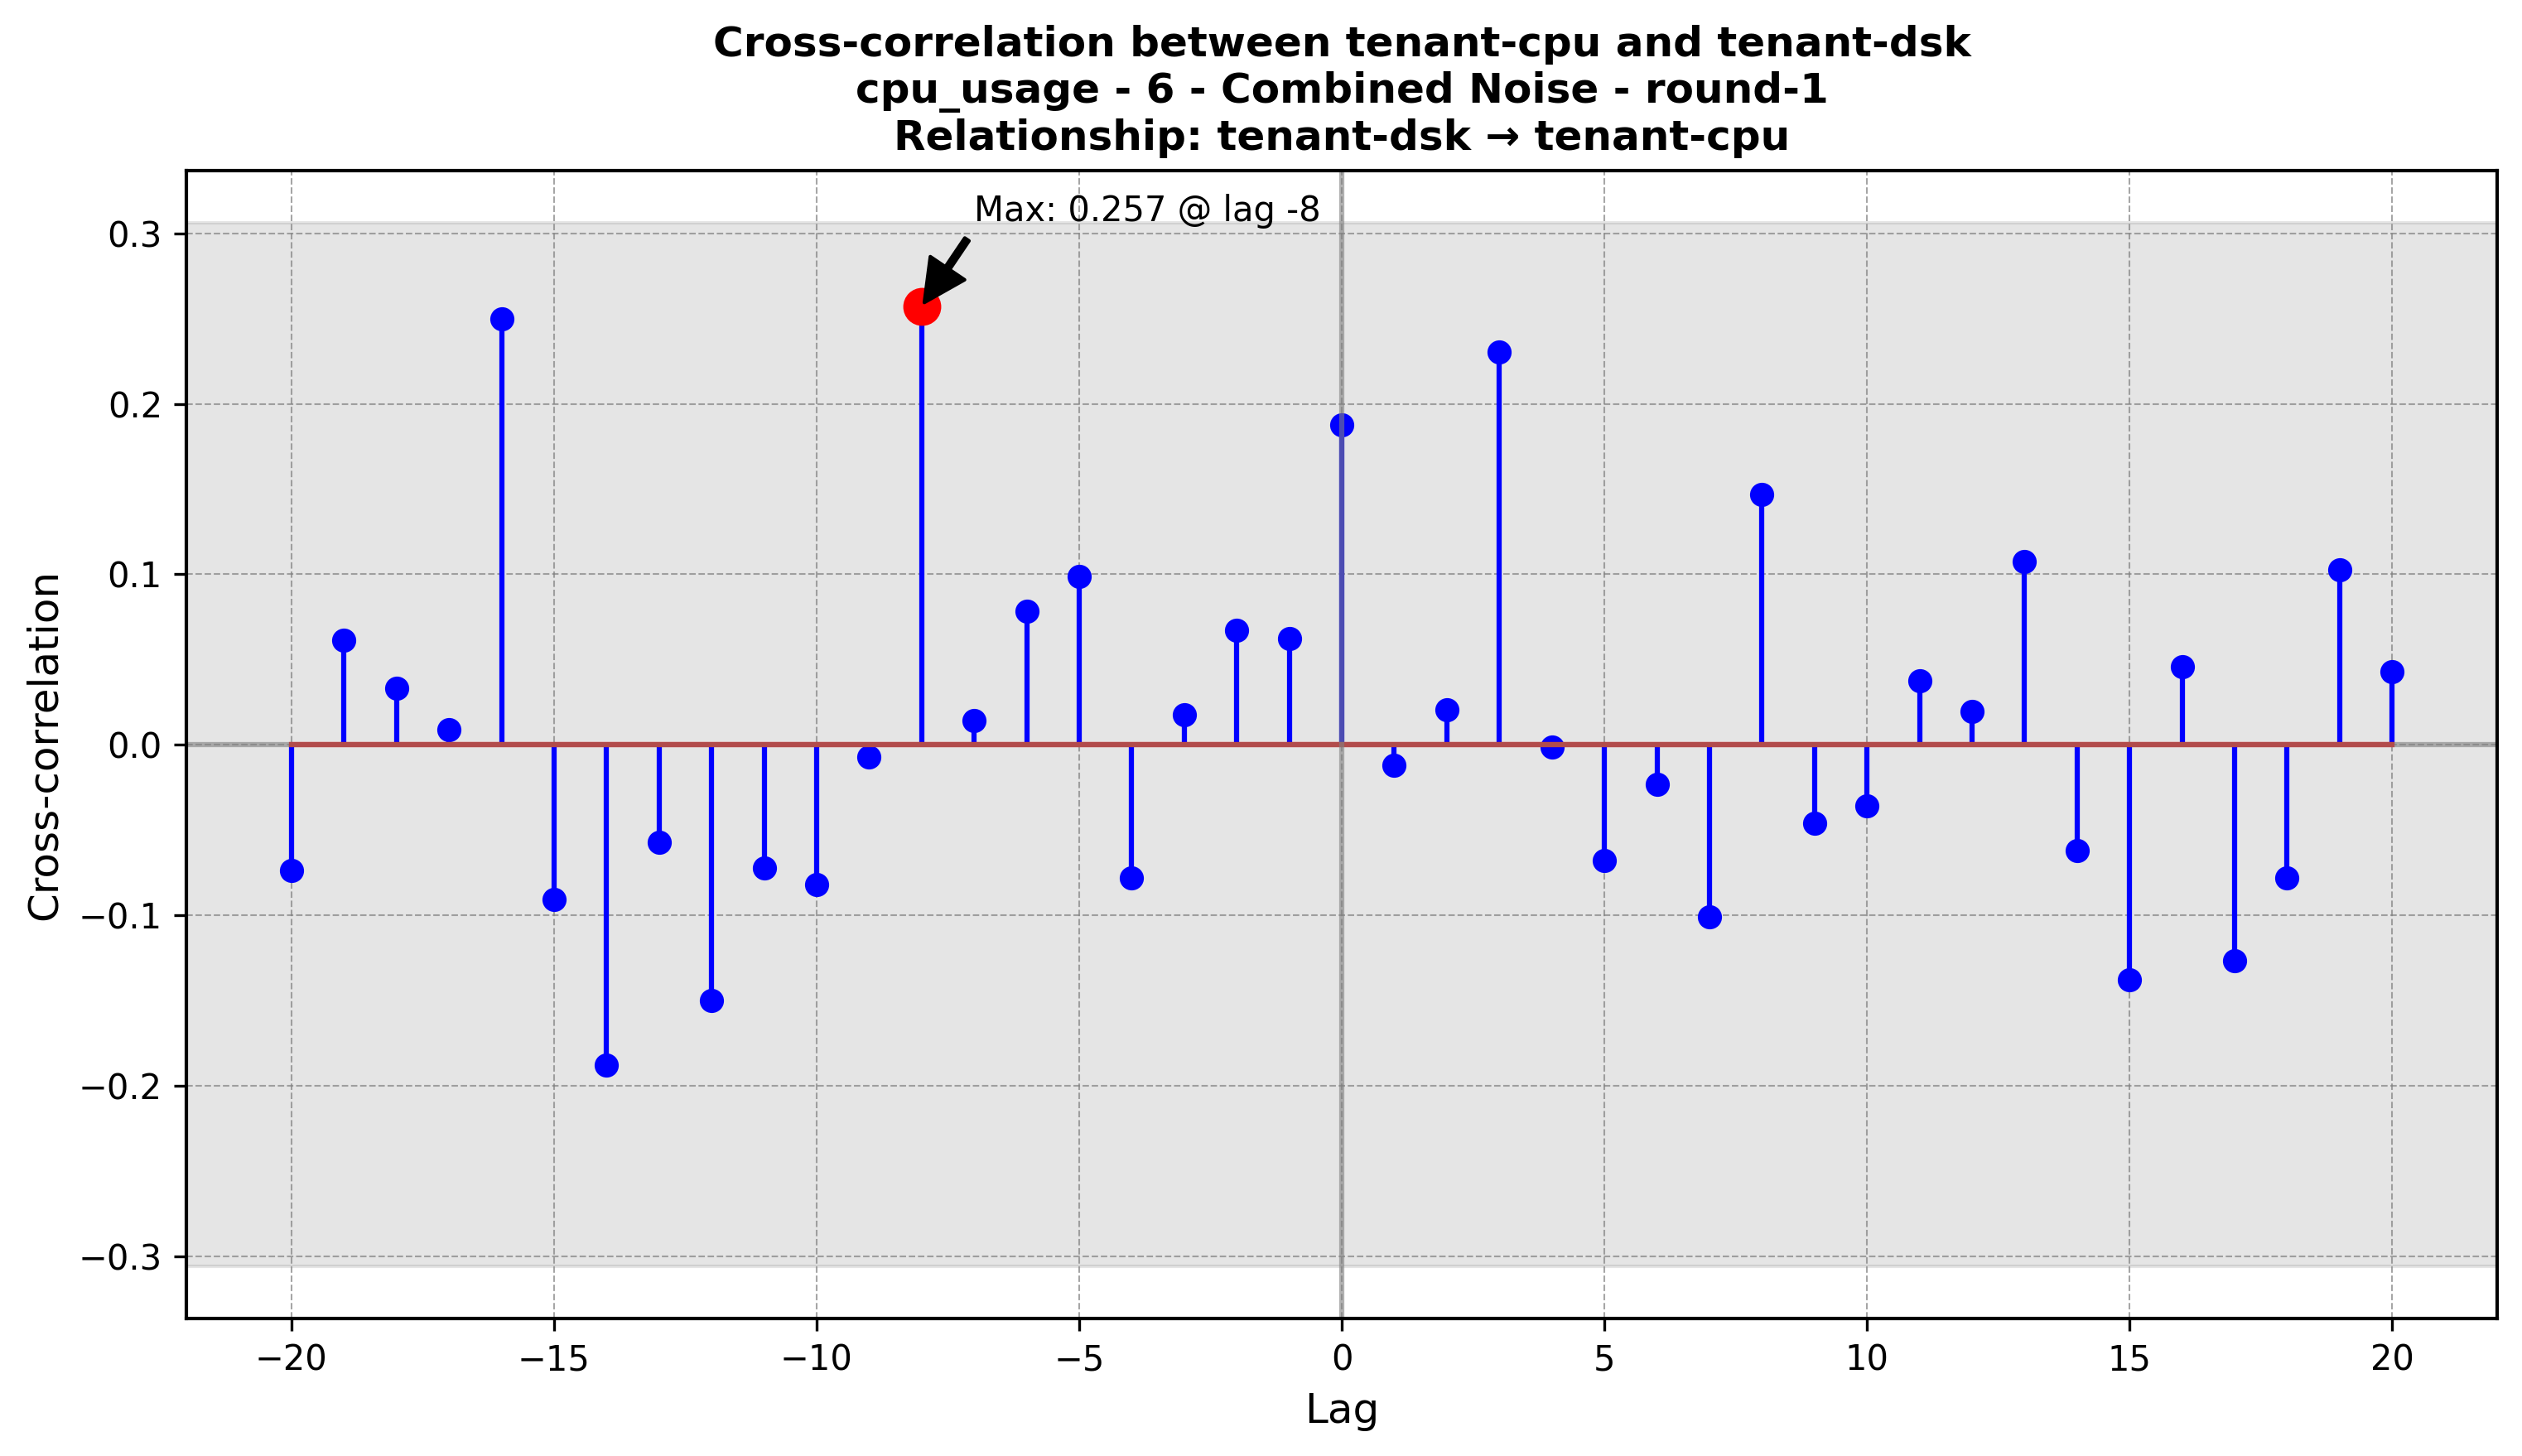 Cross-correlation between tenant-cpu and tenant-dsk
cpu_usage - 6 - Combined Noise - round-1
Relationship: tenant-dsk → tenant-cpu
Max: 0.257 @ lag -8
0.3
0.2
0.1
0.0
−0.1
−0.2
−0.3
Cross-correlation
−20
−15
−10
−5
0
5
10
15
20
Lag